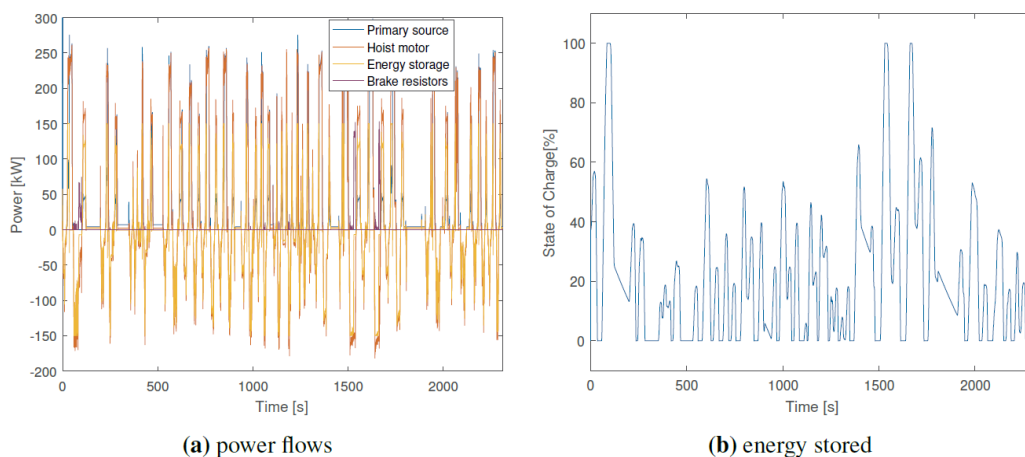 300
250
200
150
100
50
0
-50
-100
-150
-200
Power [kW]
0
500
1000
1500
2000
Time [s]
Primary source
Hoist motor
Energy storage
Brake resistors
(a) power flows
100
80
60
40
20
0
State of Charge[%]
0
500
1000
1500
2000
Time [s]
(b) energy stored